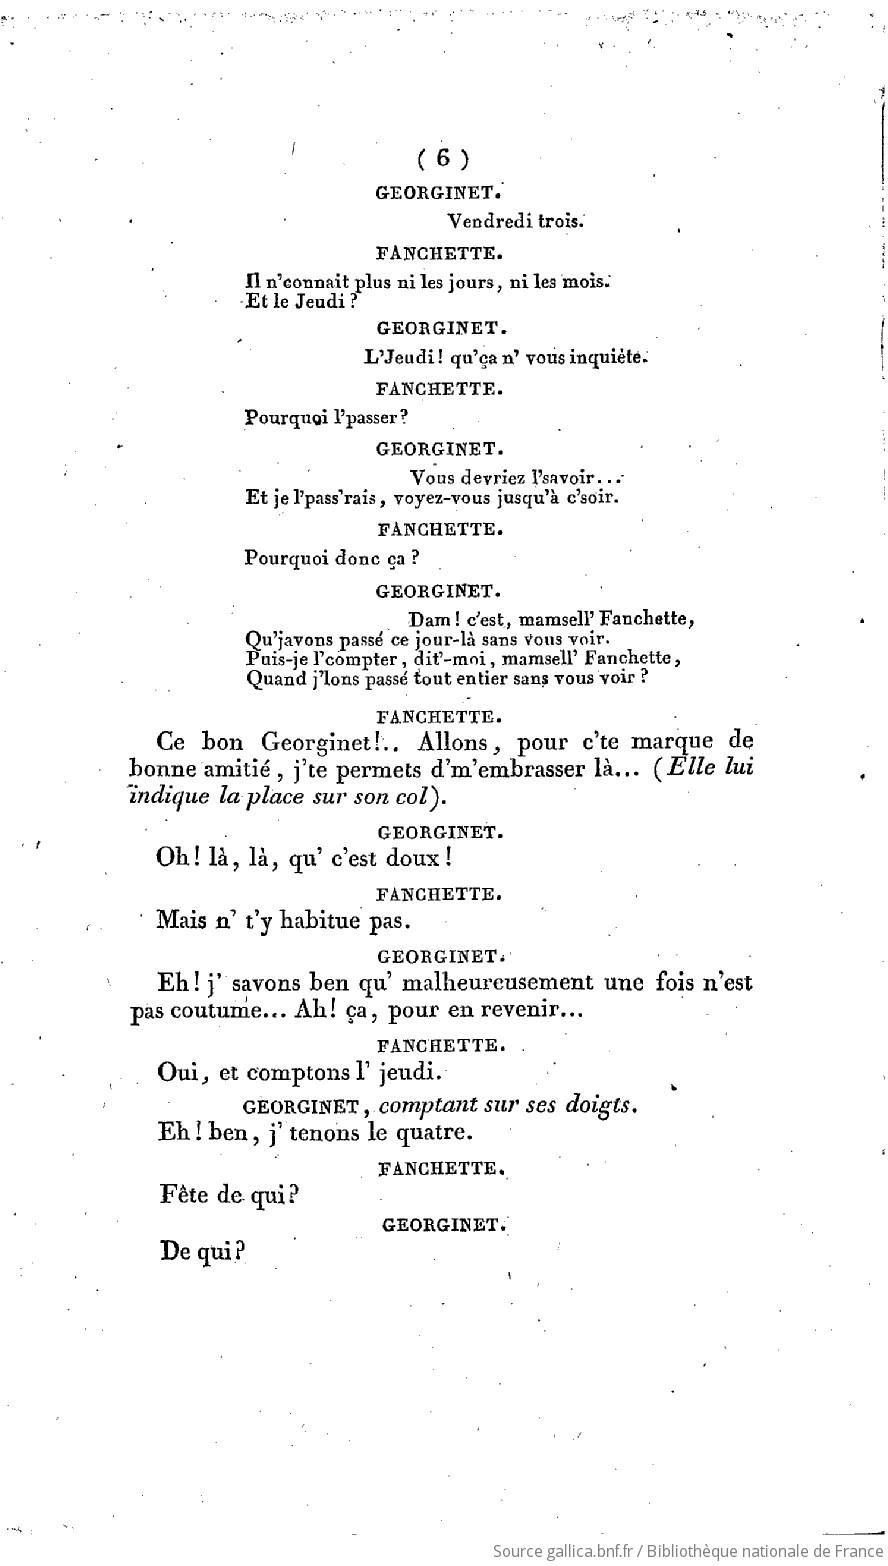 ( 6 )
GEORGINET.
Vendredi trois.
FANCHETTE.
Il n'connait plus ni les jours, ni les mois.
Et le Jeudi ?
GEORGINET.
L'Jeudi ! qu'ça n' vous inquiète.
FANCHETTE.
Pourquoi l'passer ?
GEORGINET.
Vous devriez l'savoir...
Et je l'pass'rais, voyez-vous jusqu'à c'soir.
FANCHETTE.
Pourquoi donc ça ?
GEORGINET.
Dam ! c'est, mamsell' Fanchette,
Qu'javons passé ce jour-là sans vous voir.
Puis-je l'compter, dit'-moi, mamsell' Fanchette,
Quand j'lons passé tout entier sans vous voir ?
FANCHETTE.
Ce bon Georginet !.. Allons, pour c'te marque de
bonne amitié, j'te permets d'm'embrasser là... (Elle lui
indique la place sur son col).
GEORGINET.
Oh ! là, là, qu' c'est doux !
FANCHETTE.
Mais n' t'y habitue pas.
GEORGINET.
Eh ! j' savons ben qu' malheureusement une fois n'est
pas coutume... Ah ! ça, pour en revenir...
FANCHETTE.
Oui, et comptons l' jeudi.
GEORGINET, comptant sur ses doigts.
Eh ! ben, j' tenons le quatre.
FANCHETTE.
Fête de qui ?
GEORGINET.
De qui ?
Source gallica.bnf.fr / Bibliothèque nationale de France